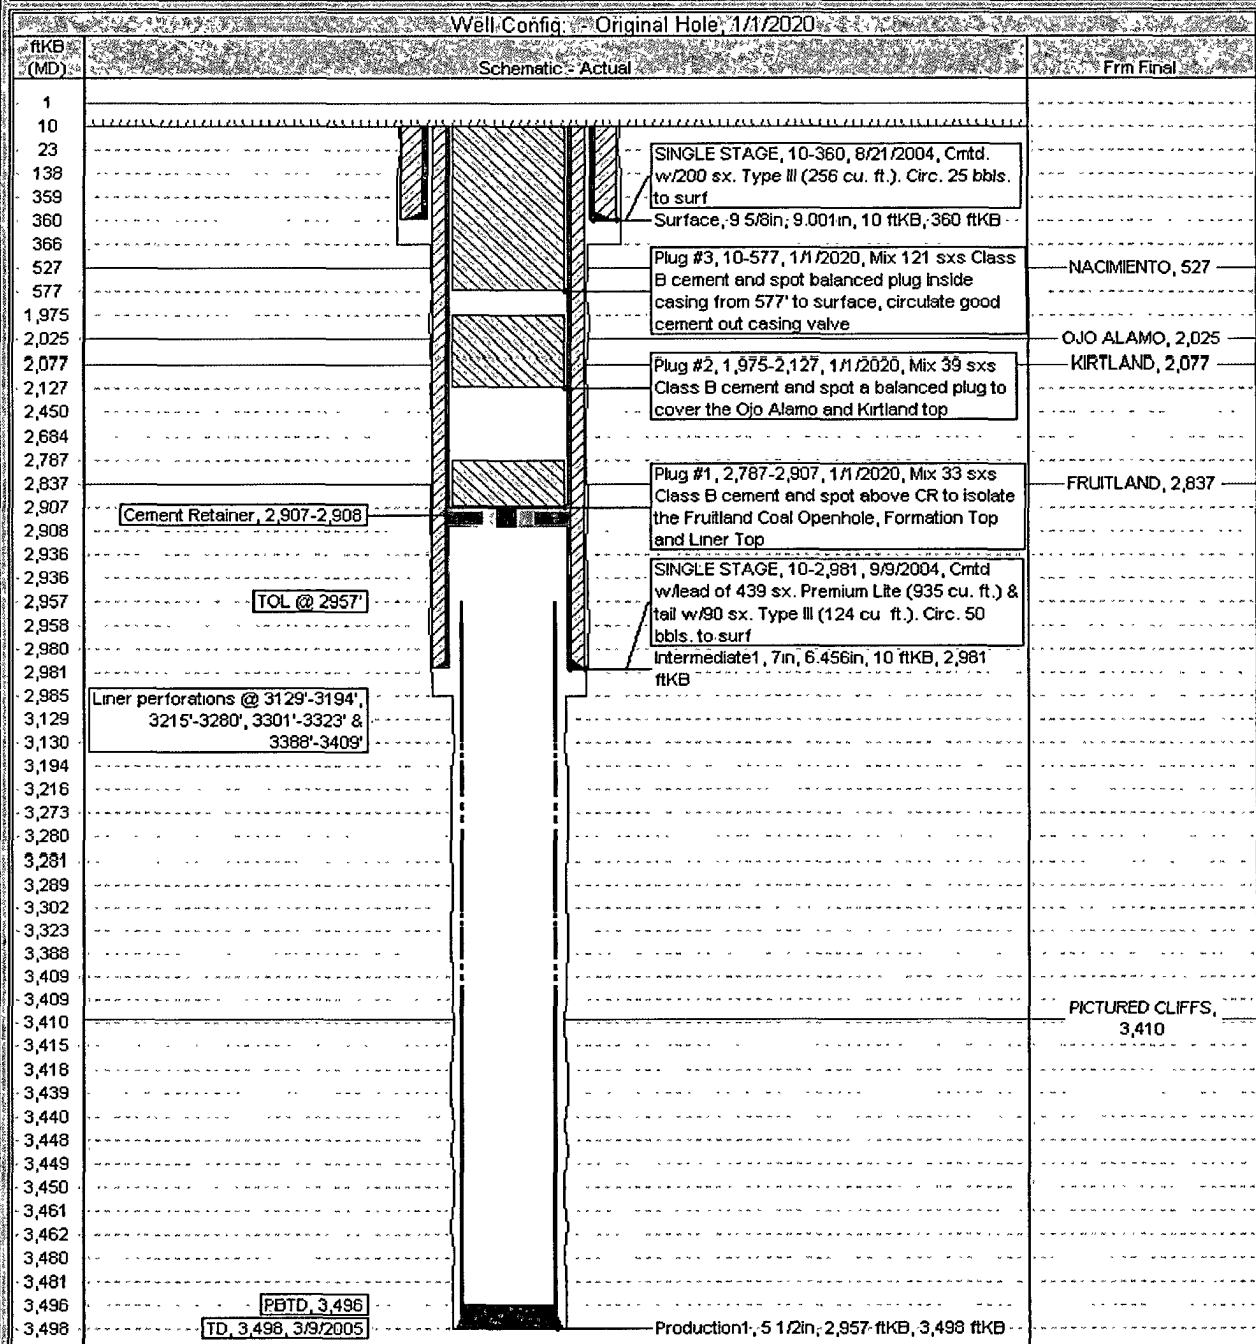 Well Config: - Original Hole, 1/1/2020
ftKB
(MD)
Schematic - Actual
Frm Final
1
10
23
138
359
360
366
527
577
1,975
2,025
2,077
2,127
2,450
2,684
2,787
2,837
2,907
2,908
2,936
2,936
2,957
2,958
2,980
2,981
2,985
3,129
3,130
3,194
3,216
3,273
3,280
3,281
3,289
3,302
3,323
3,388
3,409
3,409
3,410
3,415
3,418
3,439
3,440
3,448
3,449
3,450
3,461
3,462
3,480
3,481
3,496
3,498
Cement Retainer, 2,907-2,908
TOL @ 2957'
Liner perforations @ 3129'-3194',
3215'-3280', 3301'-3323' &
3388'-3409'
PBTD, 3,496
TD, 3,498, 3/9/2005
SINGLE STAGE, 10-360, 8/21/2004, Cmtd.
w/200 sx. Type III (256 cu. ft.). Circ. 25 bbls.
to surf
Surface, 9 5/8in, 9.001in, 10 ftKB, 360 ftKB
Plug #3, 10-577, 1/1/2020, Mix 121 sxs Class
B cement and spot balanced plug inside
casing from 577' to surface, circulate good
cement out casing valve
Plug #2, 1,975-2,127, 1/1/2020, Mix 39 sxs
Class B cement and spot a balanced plug to
cover the Ojo Alamo and Kirtland top
Plug #1, 2,787-2,907, 1/1/2020, Mix 33 sxs
Class B cement and spot above CR to isolate
the Fruitland Coal Openhole, Formation Top
and Liner Top
SINGLE STAGE, 10-2,981, 9/9/2004, Cmtd
w/lead of 439 sx. Premium Lite (935 cu. ft.) &
tail w/90 sx. Type III (124 cu ft.). Circ. 50
bbls. to surf
Intermediate1, 7in, 6.456in, 10 ftKB, 2,981
ftKB
Production1, 5 1/2in, 2,957 ftKB, 3,498 ftKB
NACIMIENTO, 527
OJO ALAMO, 2,025
KIRTLAND, 2,077
FRUITLAND, 2,837
PICTURED CLIFFS,
3,410